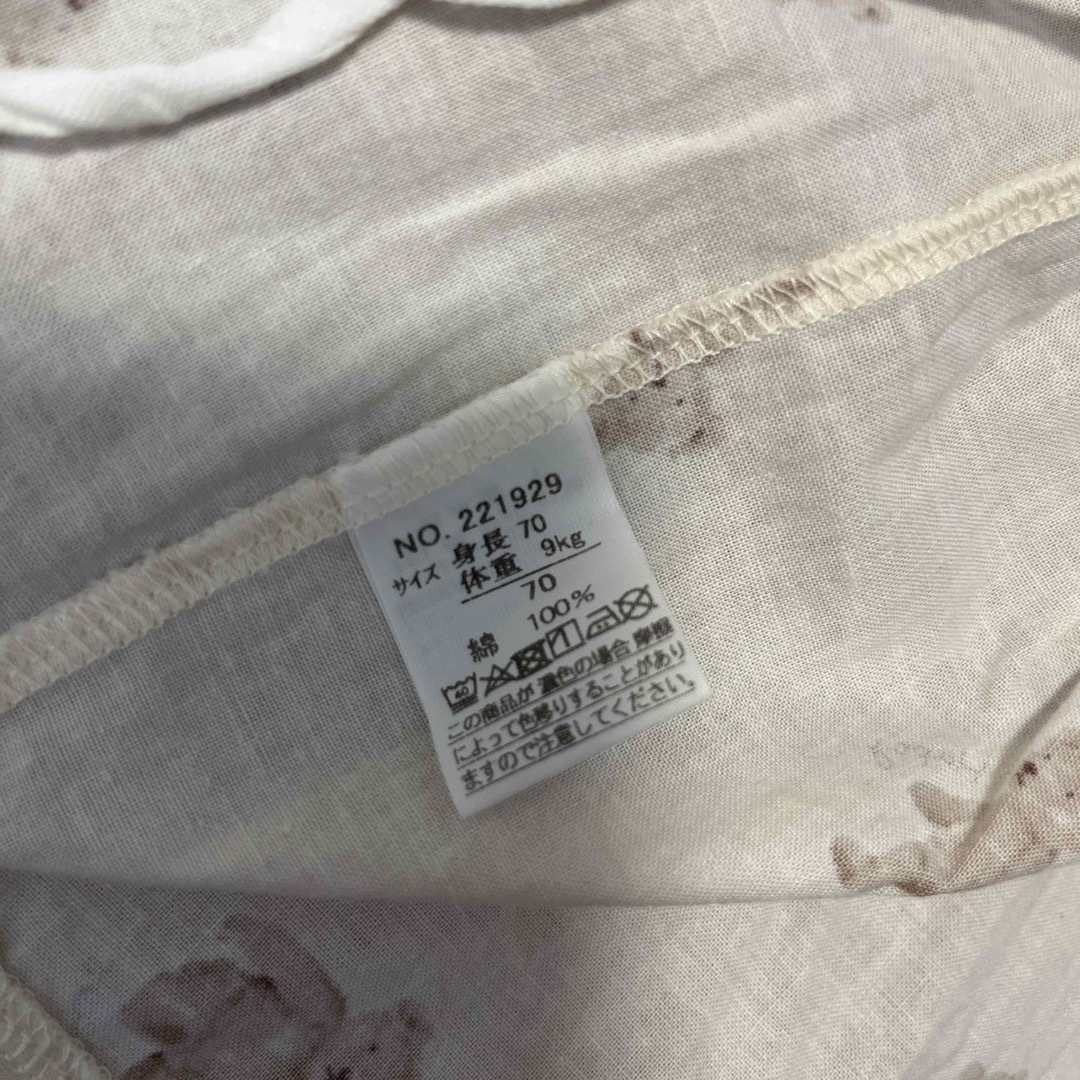 NO. 221929
サイズ 身長 70
体重 9kg
70
綿 100%
40
この商品が 濃色の場合 摩擦
によって色移りすることがあり
ますので注意してください。